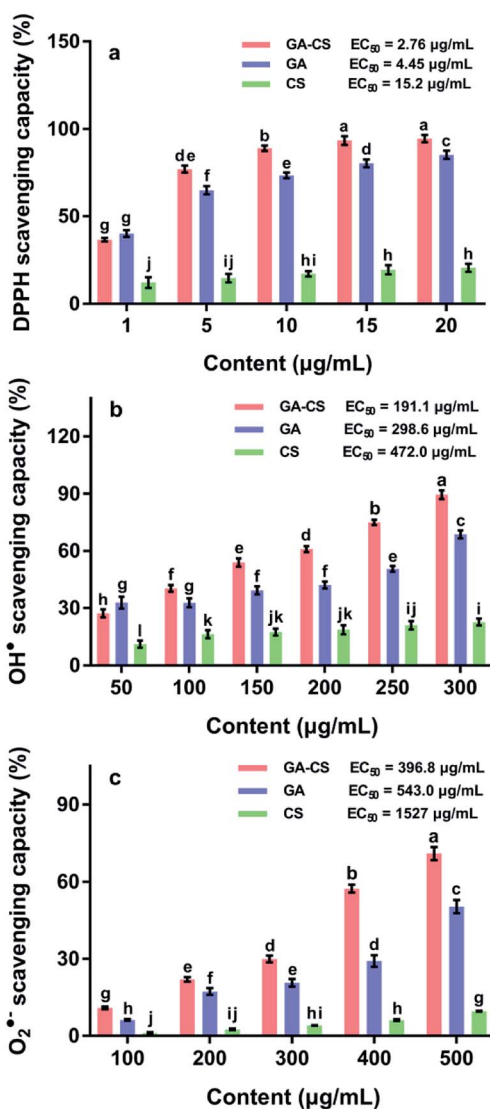 a
GA-CS EC50 = 2.76 µg/mL
GA EC50 = 4.45 µg/mL
CS EC50 = 15.2 µg/mL
DPPH scavenging capacity (%)
150
100
50
0
g g j
de f ij
b e hi
a d h
a c h
1 5 10 15 20
Content (µg/mL)
b
GA-CS EC50 = 191.1 µg/mL
GA EC50 = 298.6 µg/mL
CS EC50 = 472.0 µg/mL
OH• scavenging capacity (%)
120
90
60
30
0
h g l
f g k
e f jk
d f jk
b e ij
a c i
50 100 150 200 250 300
Content (µg/mL)
c
GA-CS EC50 = 396.8 µg/mL
GA EC50 = 543.0 µg/mL
CS EC50 = 1527 µg/mL
O2•- scavenging capacity (%)
90
60
30
0
g h j
e f ij
d e hi
b d h
a c g
100 200 300 400 500
Content (µg/mL)